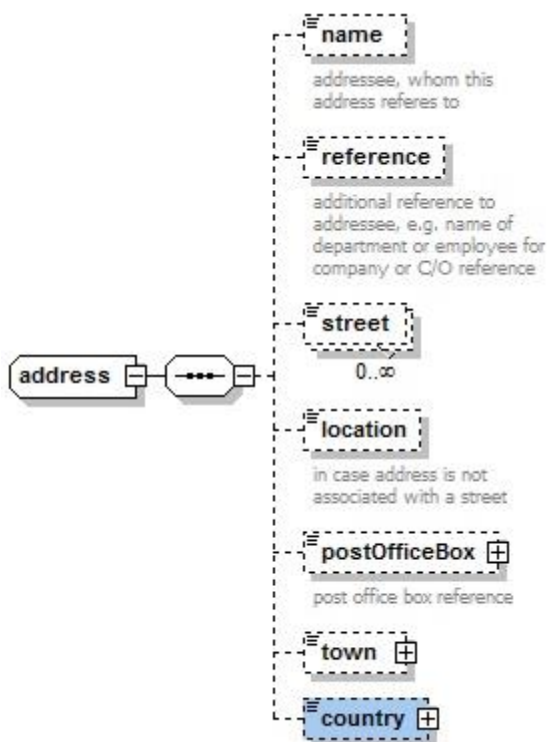 name
addressee, whom this
address referes to
reference
additional reference to
addressee, e.g. name of
department or employee for
company or C/O reference
street
0..∞
address
location
in case address is not
associated with a street
postOfficeBox
post office box reference
town
country